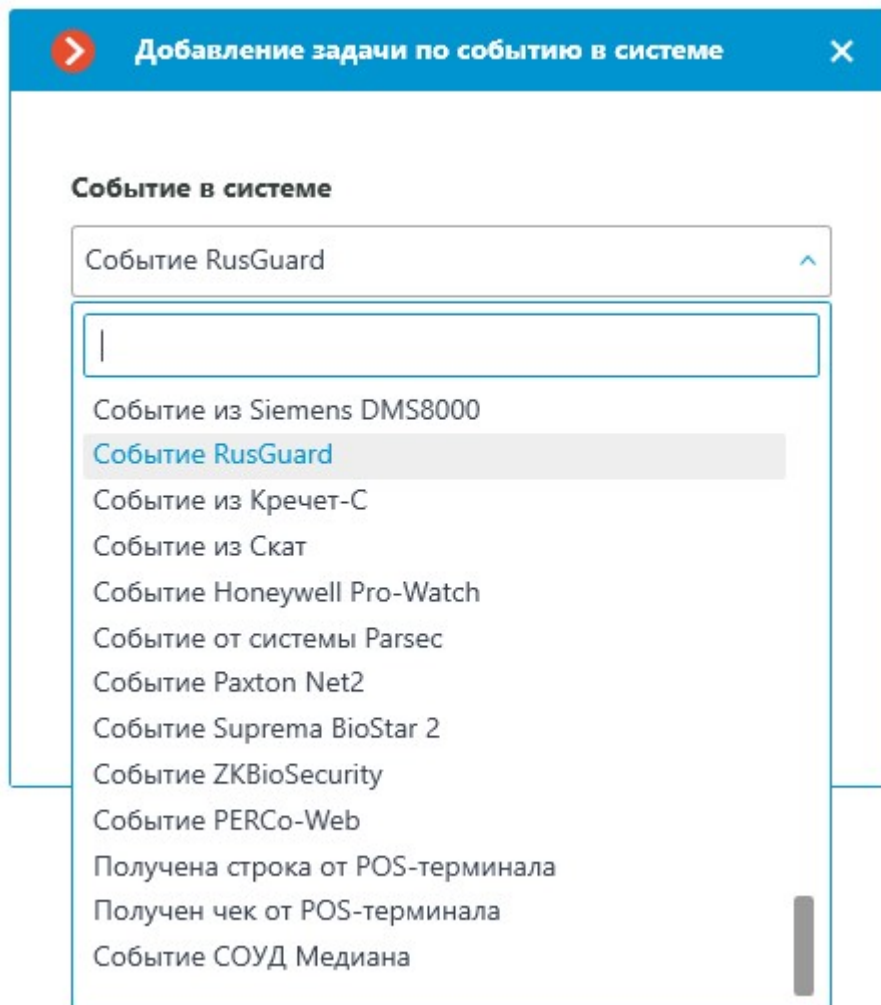 Добавление задачи по событию в системе
Событие в системе
Событие RusGuard
Событие из Siemens DMS8000
Событие RusGuard
Событие из Кречет-С
Событие из Скат
Событие Honeywell Pro-Watch
Событие от системы Parsec
Событие Paxton Net2
Событие Suprema BioStar 2
Событие ZKBioSecurity
Событие PERCo-Web
Получена строка от POS-терминала
Получен чек от POS-терминала
Событие СОУД Медиана